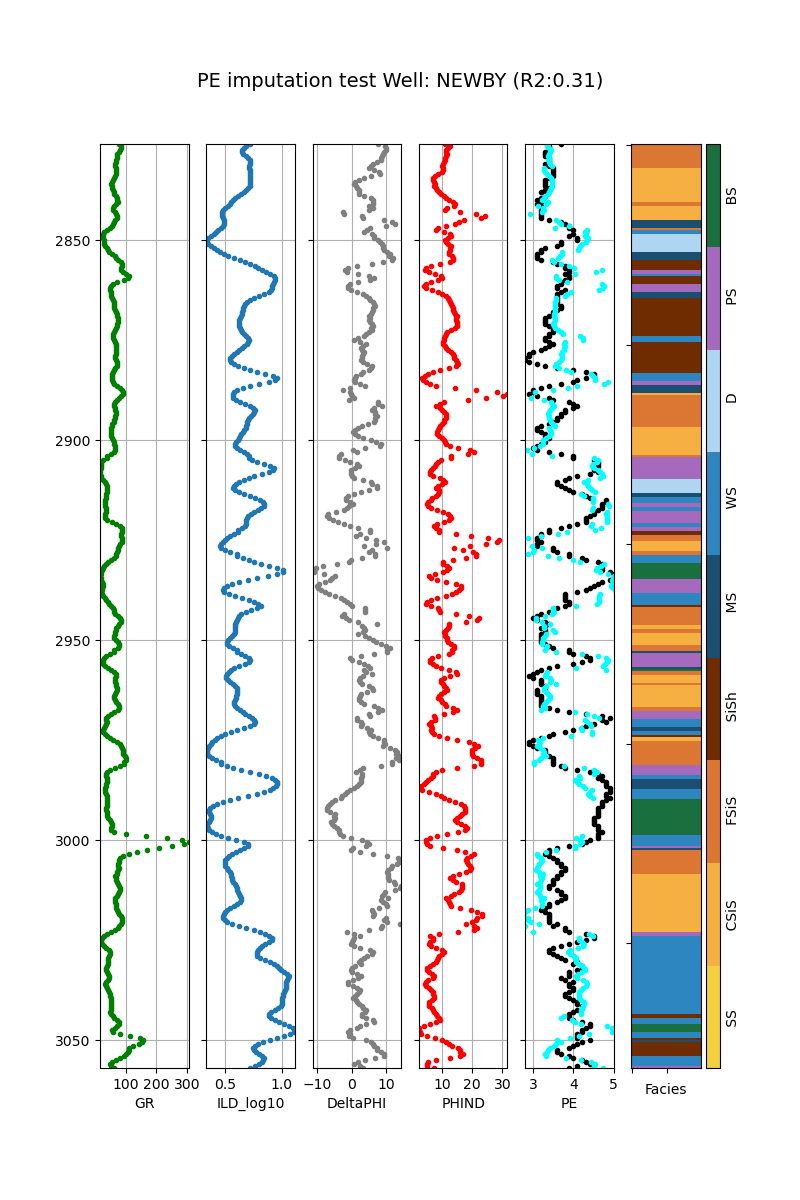 PE imputation test Well: NEWBY (R2:0.31)
2850
2900
2950
3000
3050
100 200 300
GR
0.5 1.0
ILD_log10
−10 0 10
DeltaPHI
10 20 30
PHIND
3 4 5
PE
Facies
BS
PS
D
WS
MS
SiSh
FSiS
CSiS
SS